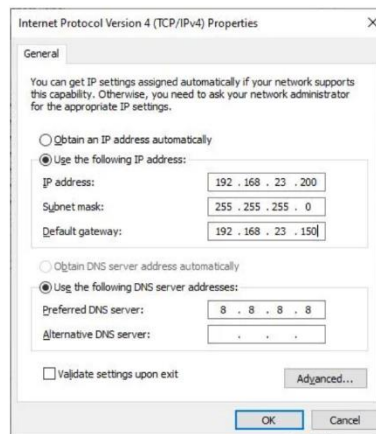 Internet Protocol Version 4 (TCP/IPv4) Properties
General
You can get IP settings assigned automatically if your network supports
this capability. Otherwise, you need to ask your network administrator
for the appropriate IP settings.
Obtain an IP address automatically
Use the following IP address:
IP address: 192 . 168 . 23 . 200
Subnet mask: 255 . 255 . 255 . 0
Default gateway: 192 . 168 . 23 . 150
Obtain DNS server address automatically
Use the following DNS server addresses:
Preferred DNS server: 8 . 8 . 8 . 8
Alternative DNS server: . . .
Validate settings upon exit
Advanced...
OK Cancel